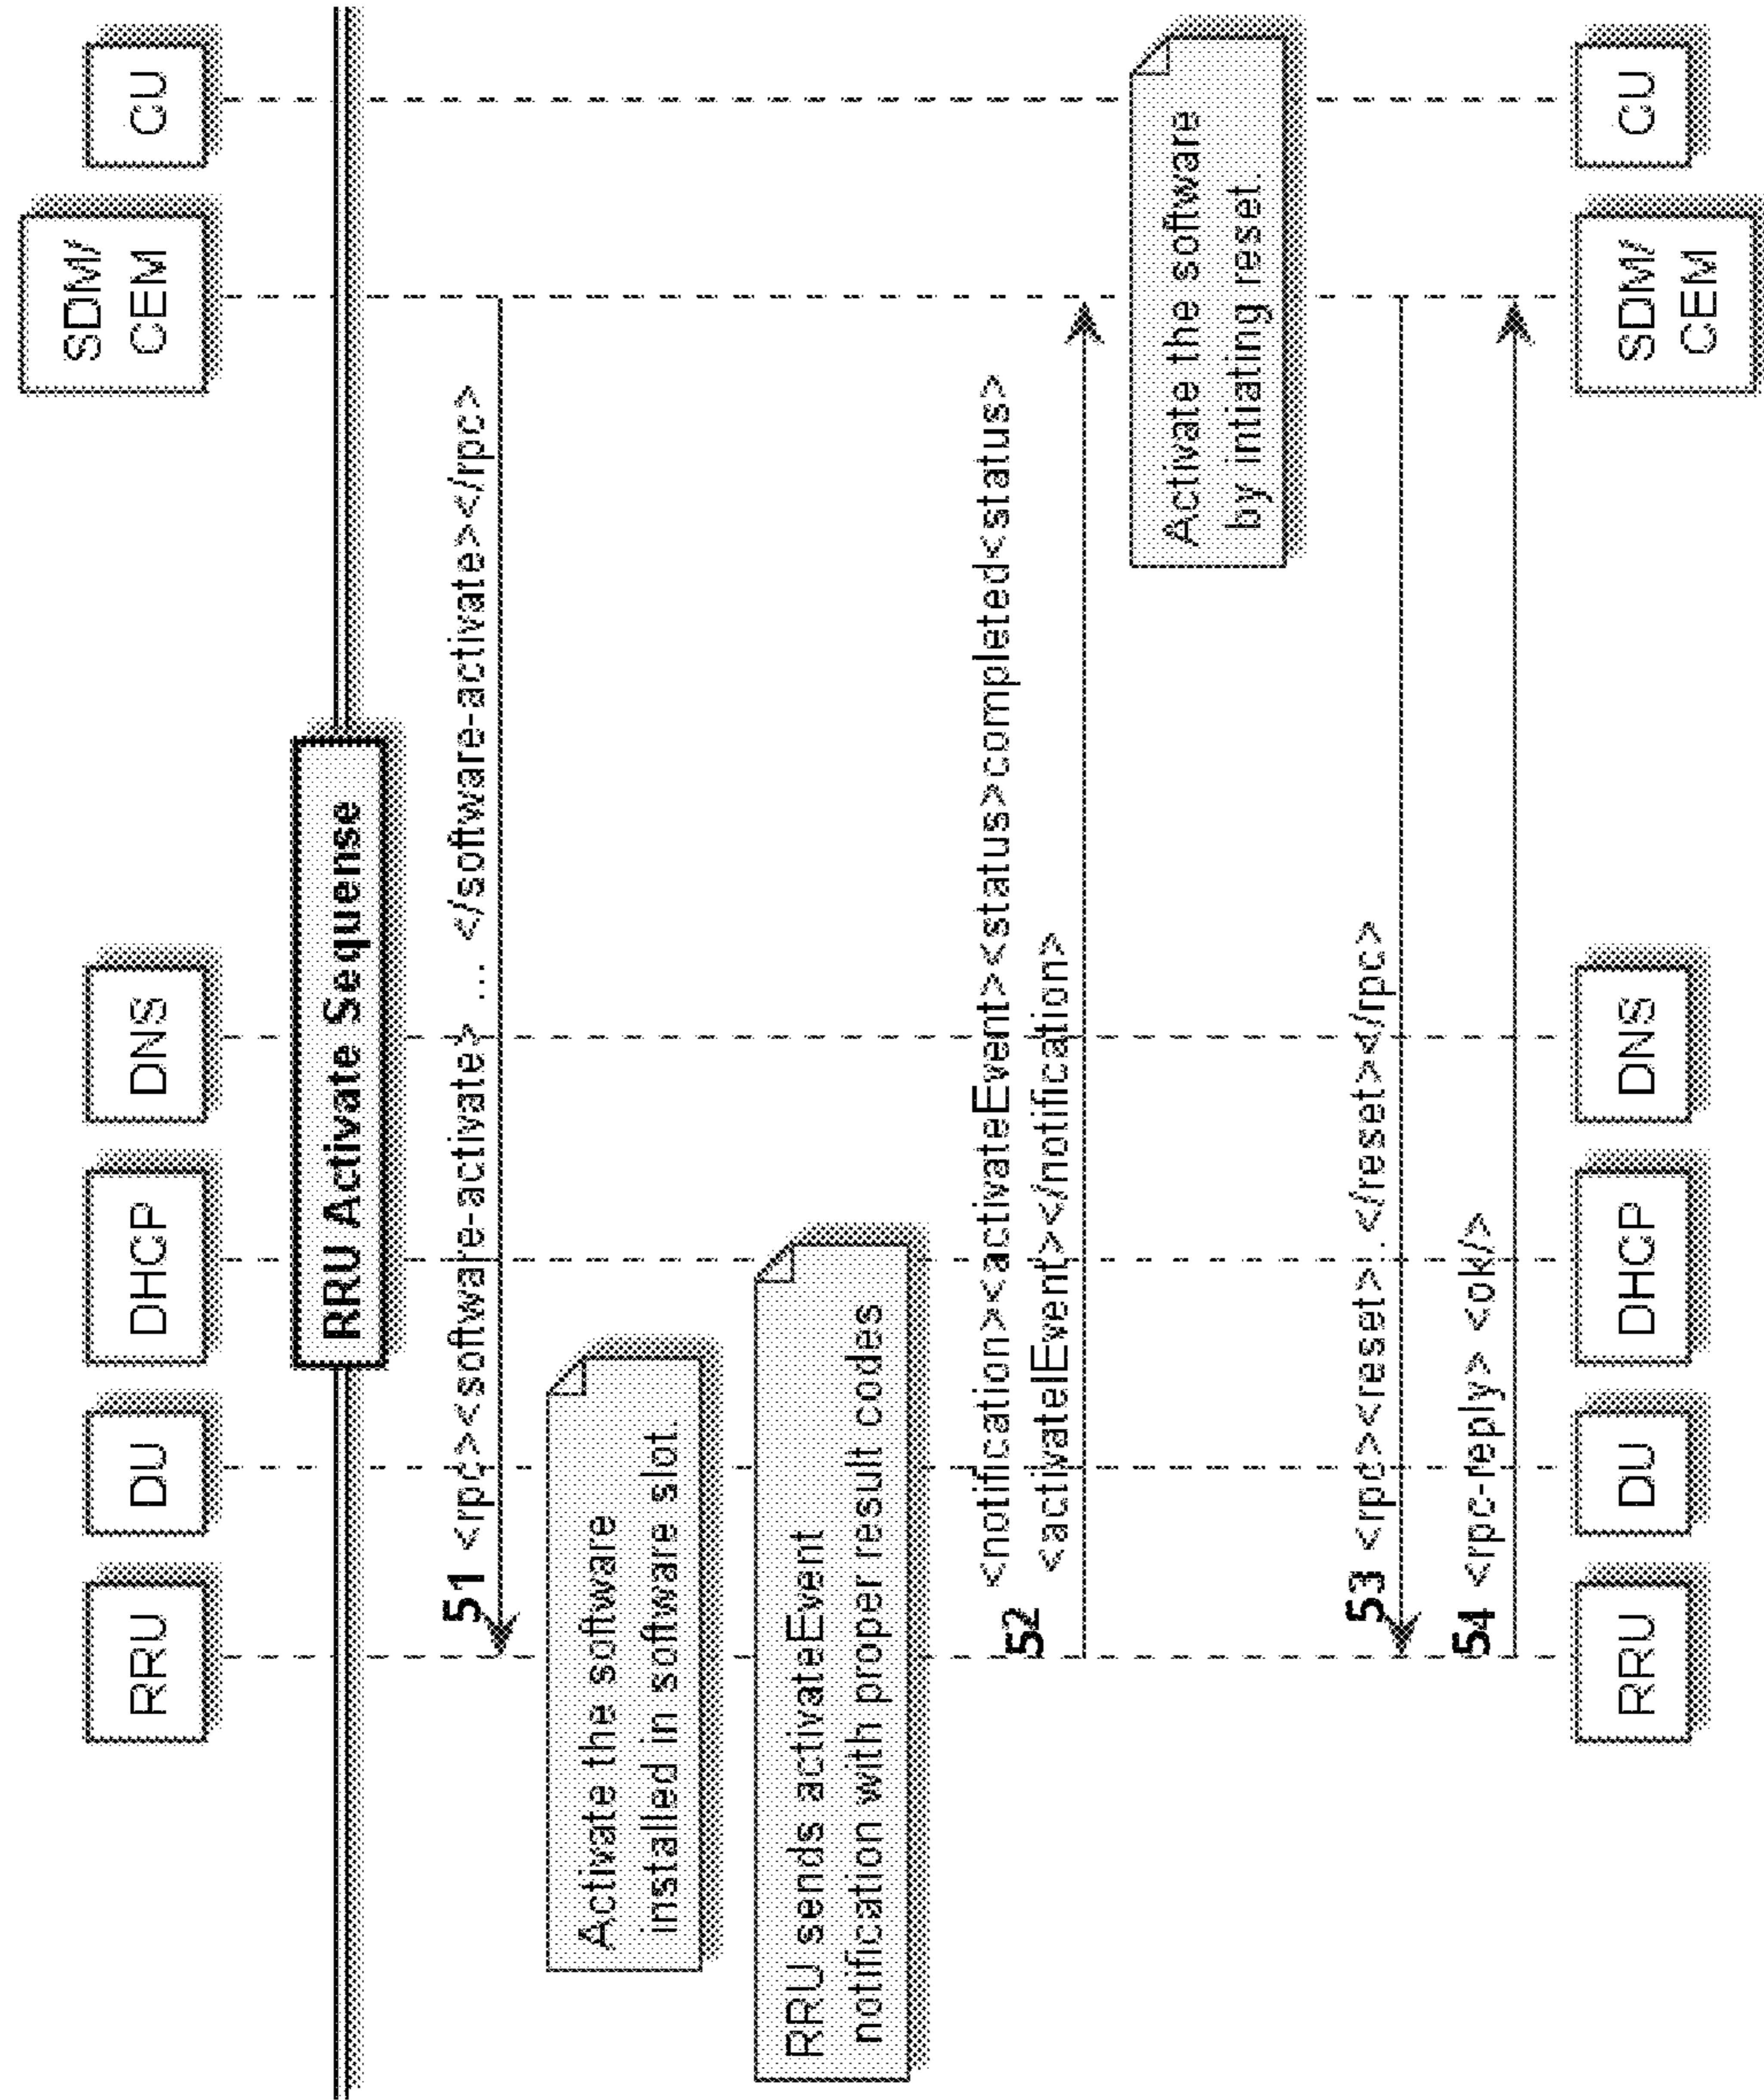 RRU
DU
DHCP
DNS
SDM/
CEM
CU
RRU Activate Sequense
51 <rpc><software-activate> ... </software-activate></rpc>
Activate the software
installed in software slot.
RRU sends activateEvent
notification with proper result codes
<notification><activateEvent><status>completed<status>
52 <activatelEvent></notification>
Activate the software
by intiating reset.
53 <rpc><reset> . </reset></rpc>
54 <rpc-reply> <ok/>
RRU
DU
DHCP
DNS
SDM/
CEM
CU